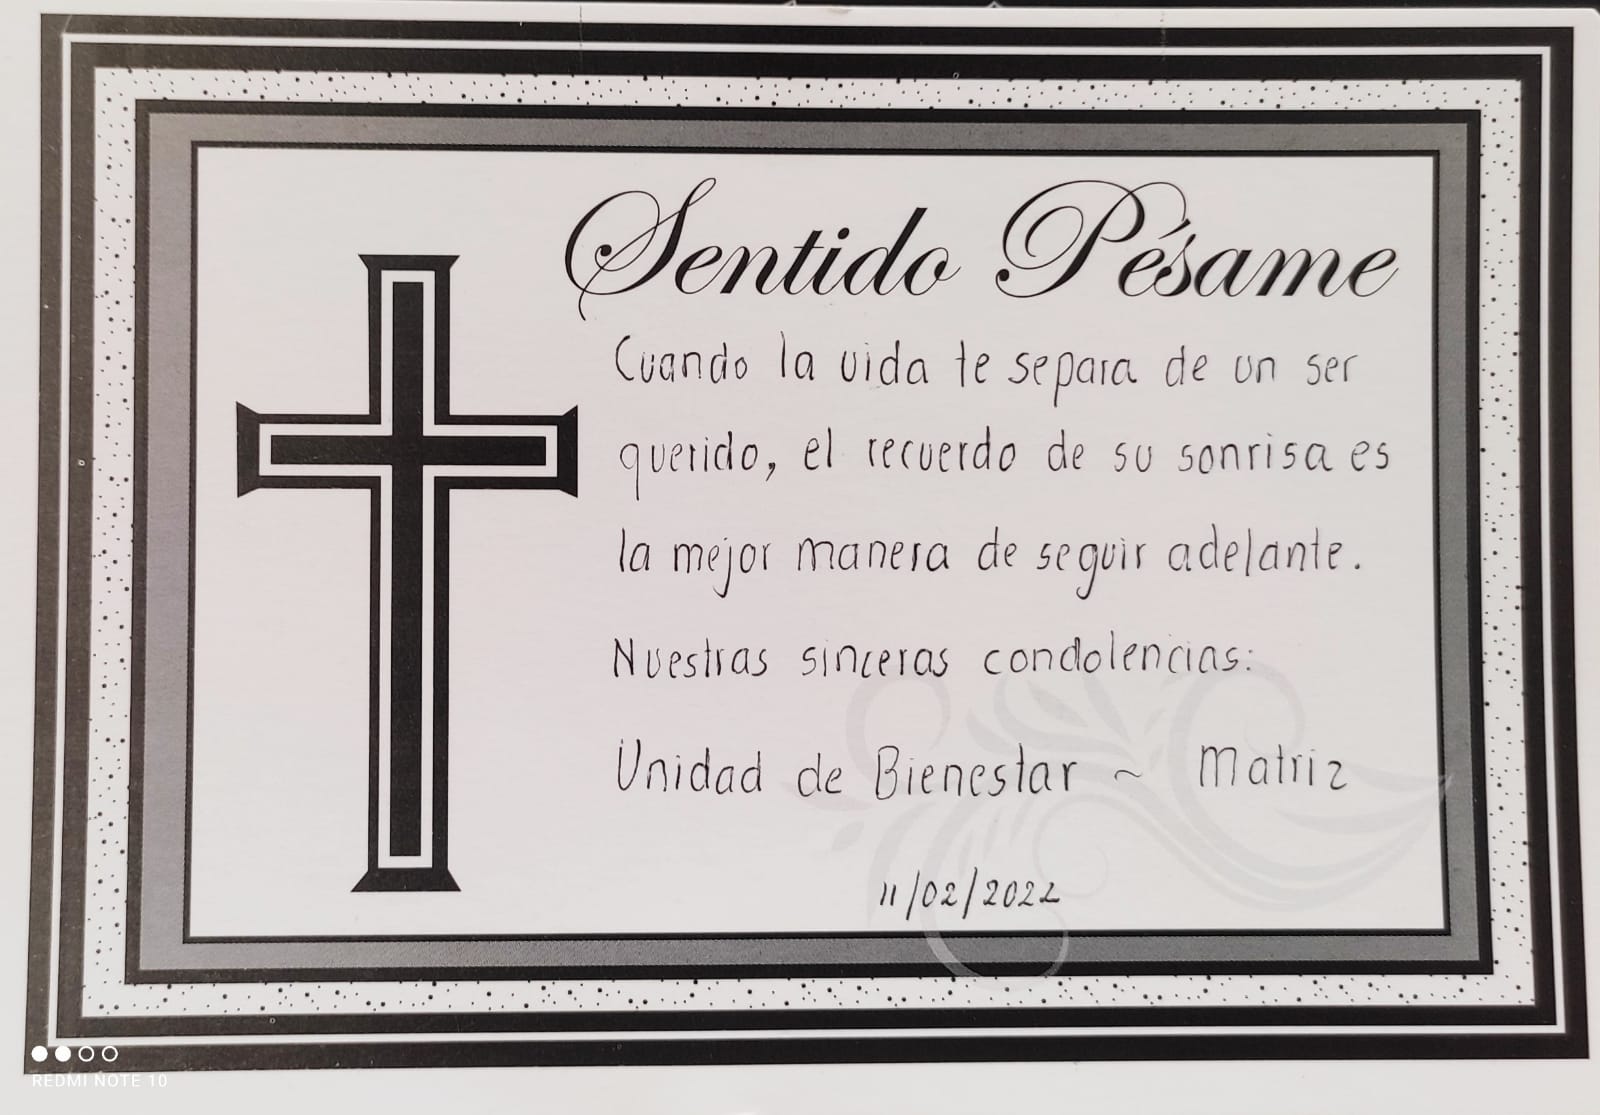 Sentido Pésame
Cuando la vida te separa de un ser
querido, el recuerdo de su sonrisa es
la mejor manera de seguir adelante.
Nuestras sinceras condolencias:
Unidad de Bienestar ~ Matriz
11/02/2022
REDMI NOTE 10